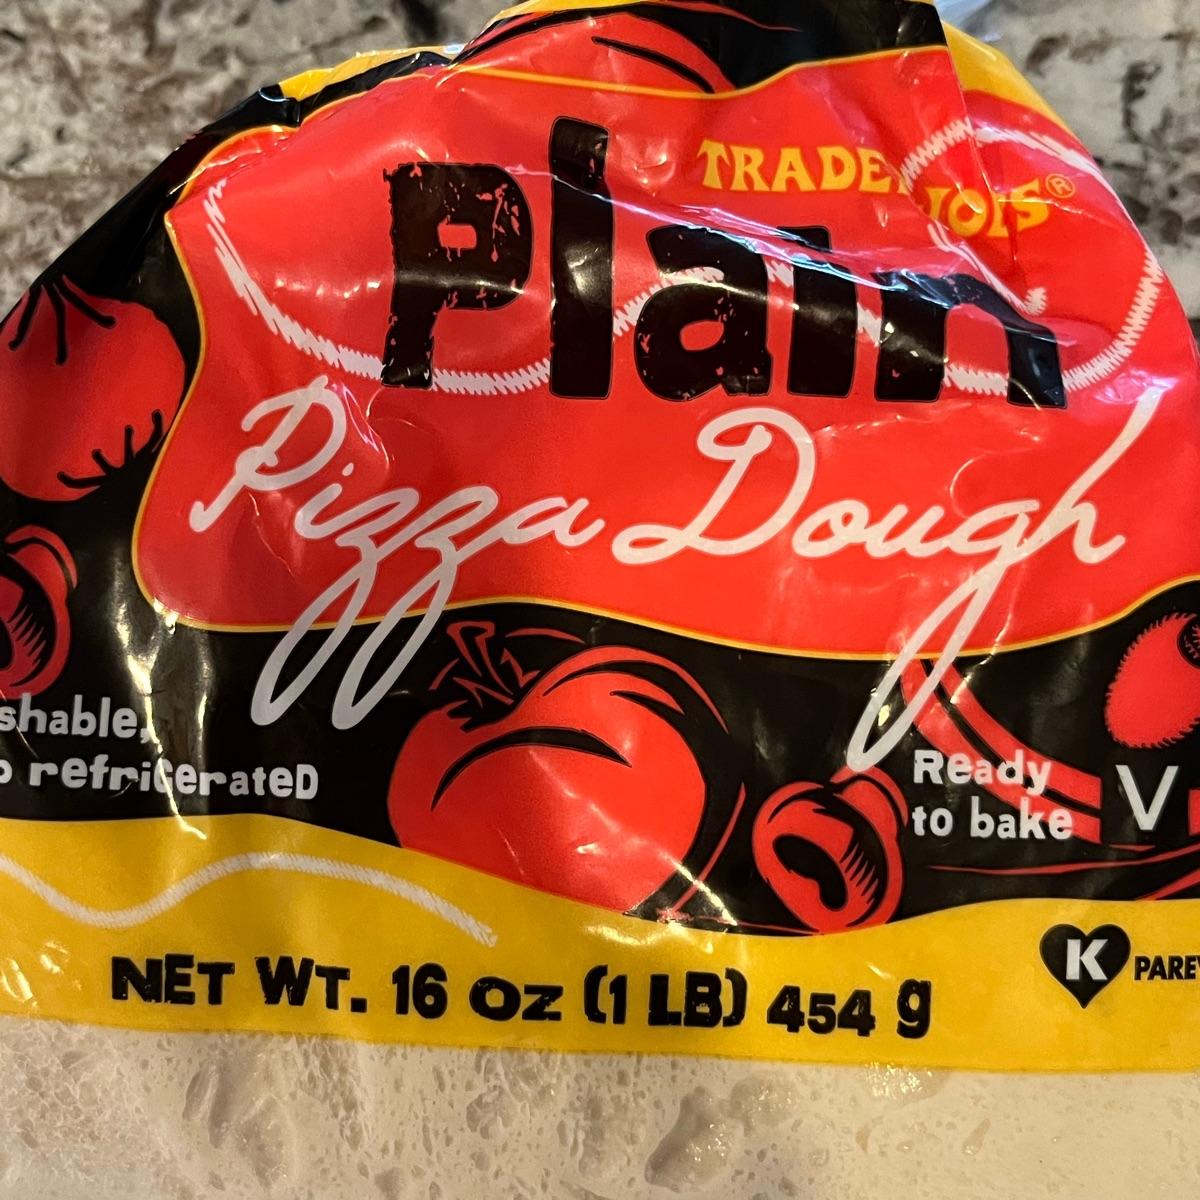 TRADER JOE'S®
Plain
Pizza Dough
shable,
o refrigerated
Ready
to bake
V
NET WT. 16 OZ (1 LB) 454 g
K PAREV